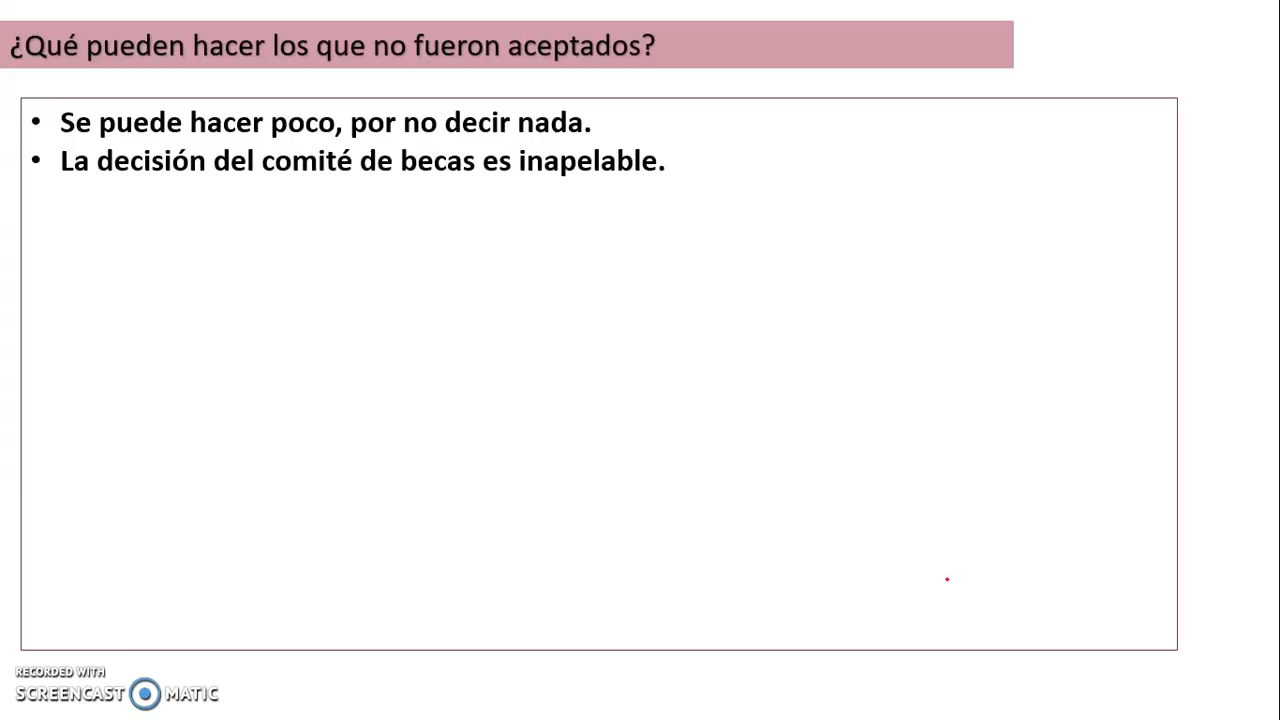 ¿Qué pueden hacer los que no fueron aceptados?
• Se puede hacer poco, por no decir nada.
• La decisión del comité de becas es inapelable.
RECORDED WITH
SCREENCAST MATIC